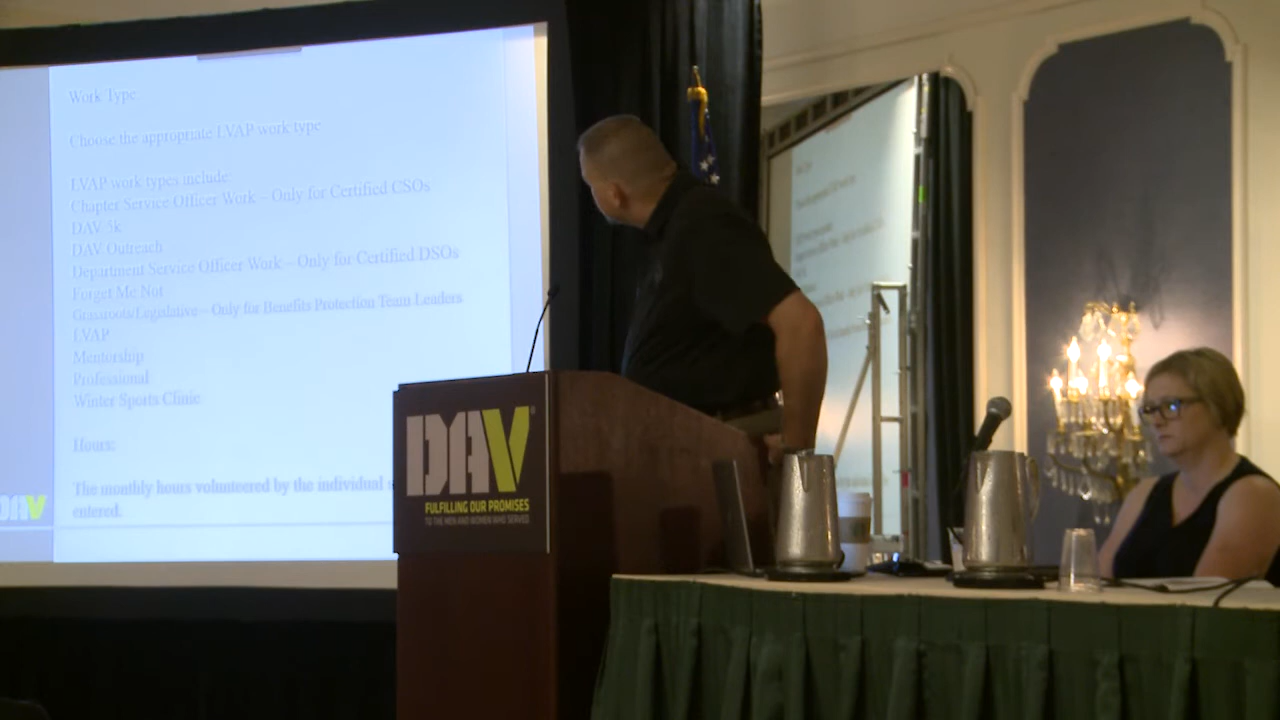 Work Type:
Choose the appropriate LVAP work type
LVAP work types include:
Chapter Service Officer Work – Only for Certified CSOs
DAV 5k
DAV Outreach
Department Service Officer Work – Only for Certified DSOs
Forget Me Not
Grassroots/Legislative – Only for Benefits Protection Team Leaders
LVAP
Mentorship
Professional
Winter Sports Clinic
Hours:
The monthly hours volunteered by the individual
entered.
DAV
DAV®
FULFILLING OUR PROMISES
TO THE MEN AND WOMEN WHO SERVED